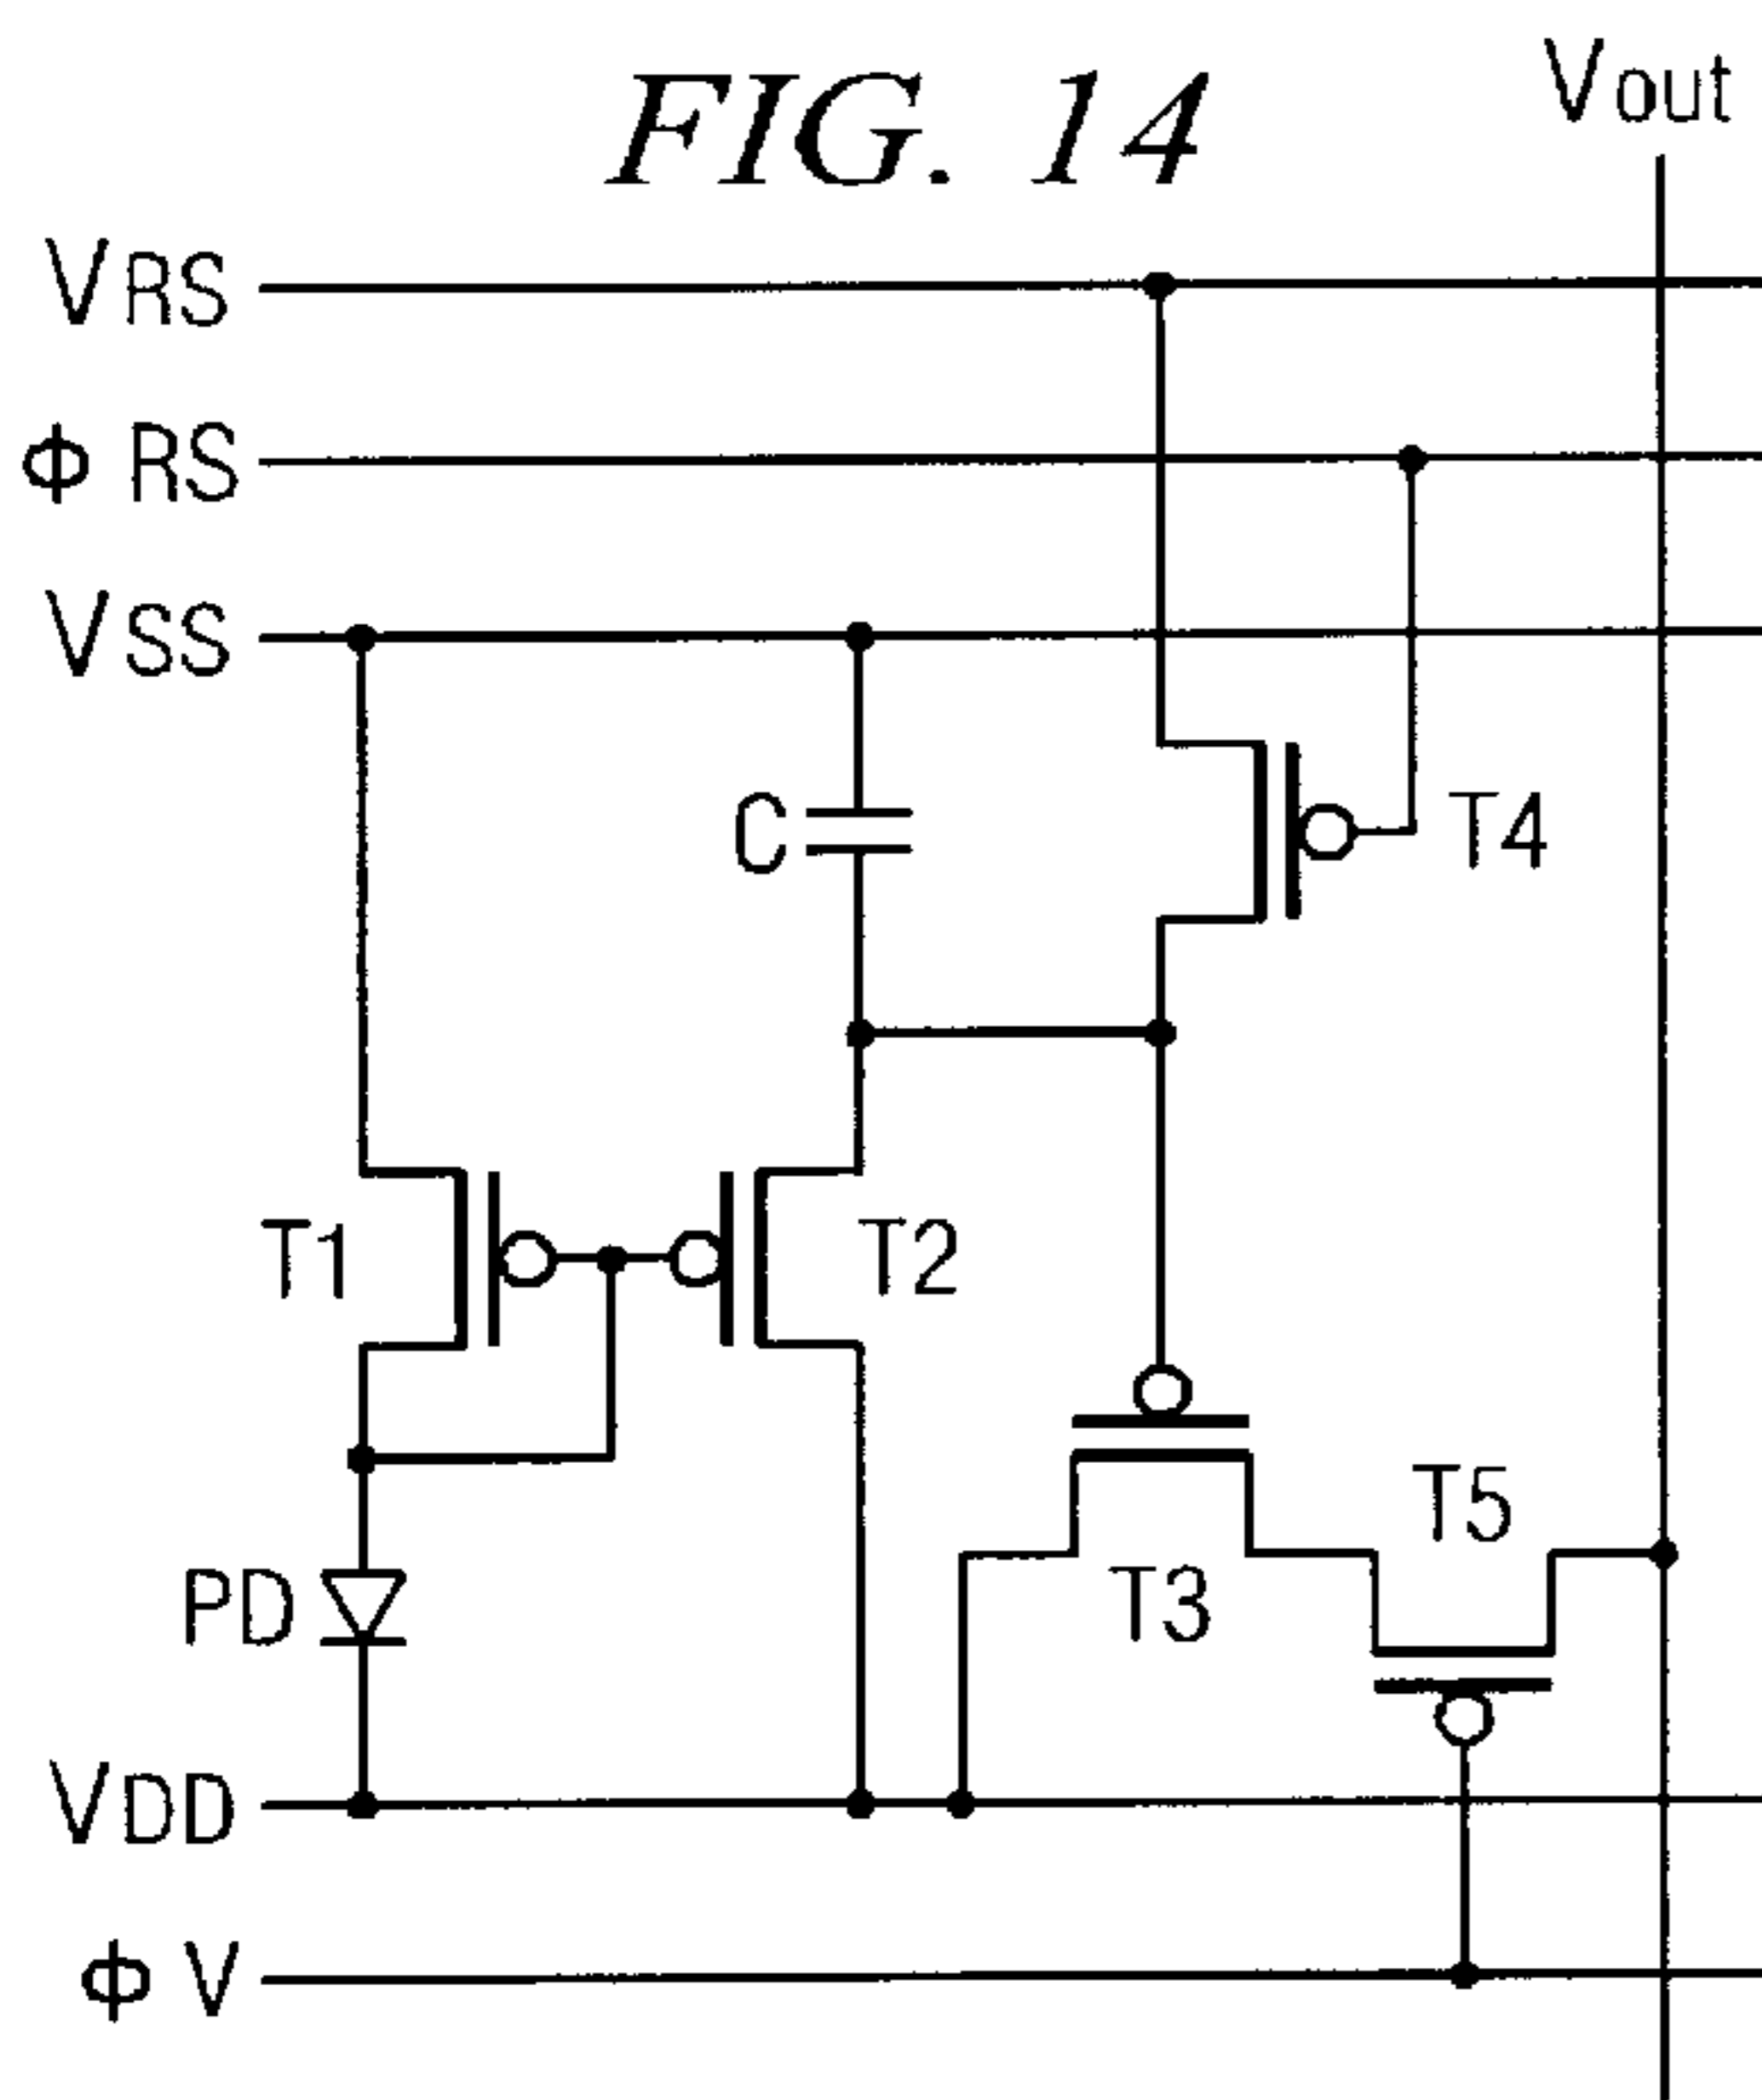 FIG. 14
Vout
VRS
Φ RS
VSS
C
T4
T1
T2
T5
PD
T3
VDD
Φ V